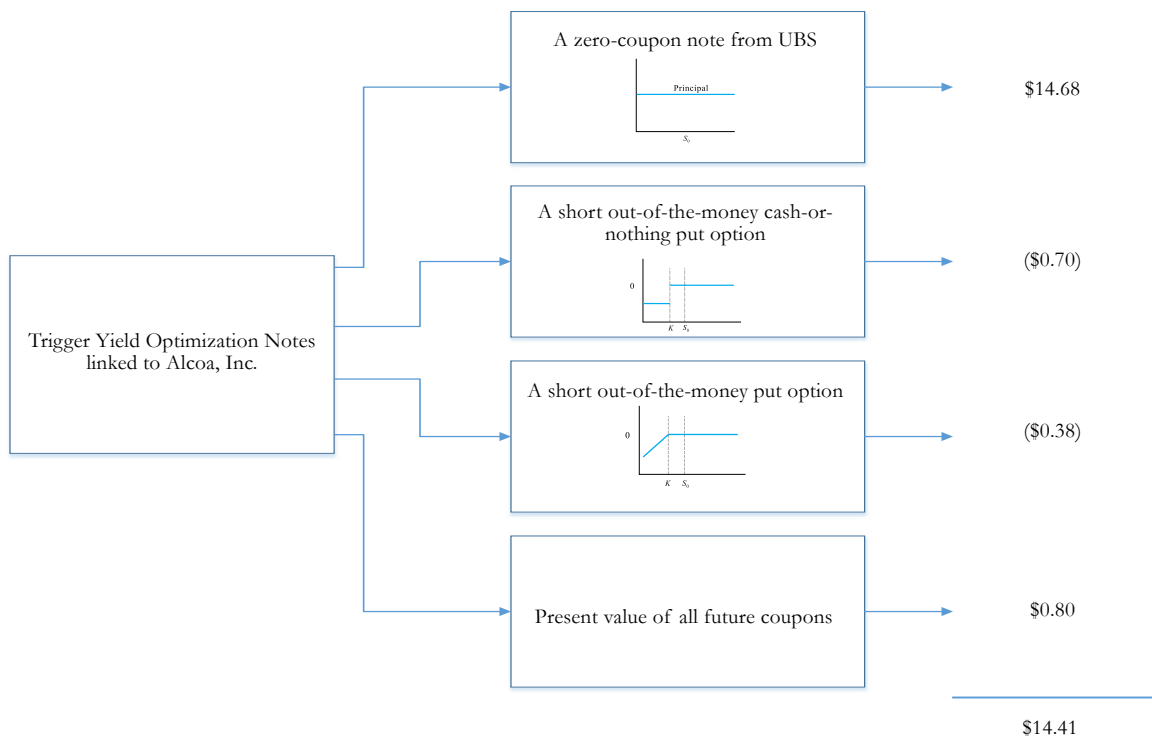 A zero-coupon note from UBS
Principal
S₀
$14.68
A short out-of-the-money cash-or-
nothing put option
0
K S₀
($0.70)
Trigger Yield Optimization Notes
linked to Alcoa, Inc.
A short out-of-the-money put option
0
K S₀
($0.38)
Present value of all future coupons
$0.80
$14.41